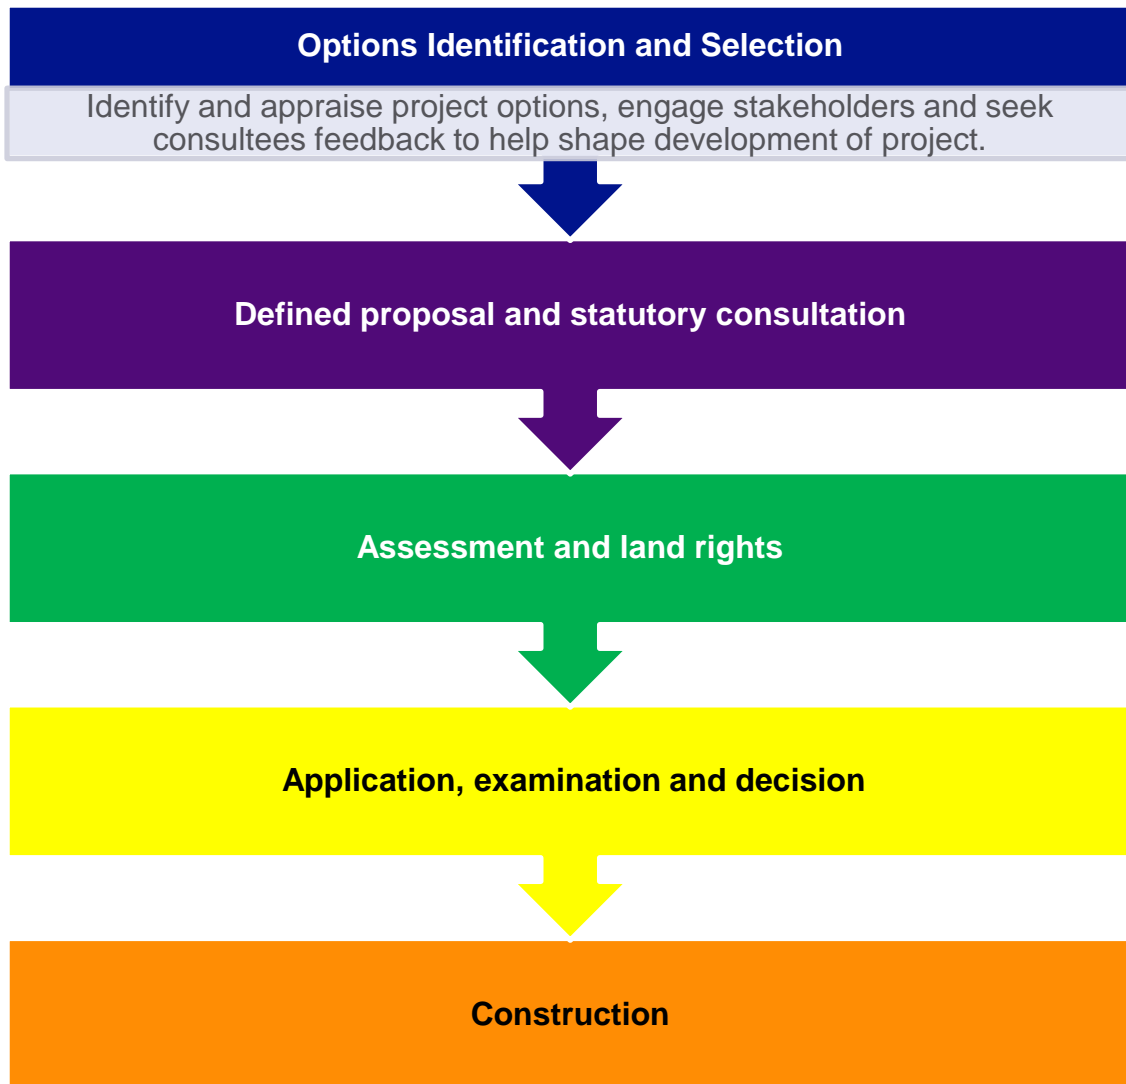 Options Identification and Selection
Identify and appraise project options, engage stakeholders and seek
consultees feedback to help shape development of project.
Defined proposal and statutory consultation
Assessment and land rights
Application, examination and decision
Construction